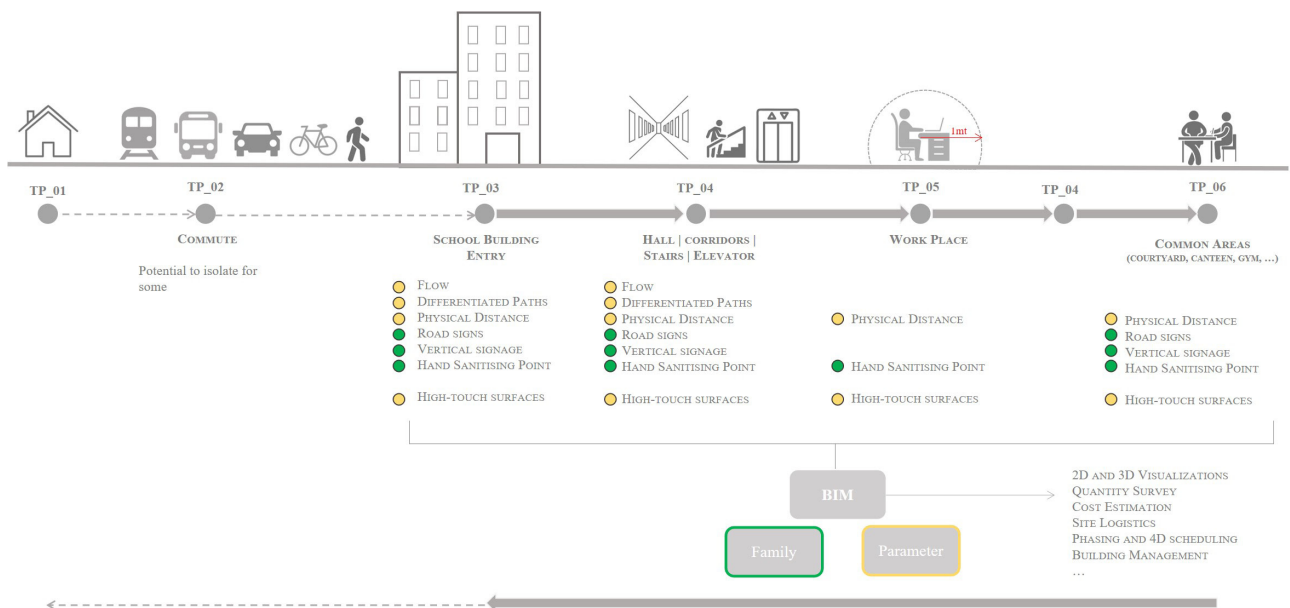 1mt
TP_01
TP_02
TP_03
TP_04
TP_05
TP_04
TP_06
COMMUTE
Potential to isolate for
some
SCHOOL BUILDING
ENTRY
HALL | CORRIDORS |
STAIRS | ELEVATOR
WORK PLACE
COMMON AREAS
(COURTYARD, CANTEEN, GYM, ...)
FLOW
DIFFERENTIATED PATHS
PHYSICAL DISTANCE
ROAD SIGNS
VERTICAL SIGNAGE
HAND SANITISING POINT
HIGH-TOUCH SURFACES
FLOW
DIFFERENTIATED PATHS
PHYSICAL DISTANCE
ROAD SIGNS
VERTICAL SIGNAGE
HAND SANITISING POINT
HIGH-TOUCH SURFACES
PHYSICAL DISTANCE
HAND SANITISING POINT
HIGH-TOUCH SURFACES
PHYSICAL DISTANCE
ROAD SIGNS
VERTICAL SIGNAGE
HAND SANITISING POINT
HIGH-TOUCH SURFACES
BIM
Family
Parameter
2D AND 3D VISUALIZATIONS
QUANTITY SURVEY
COST ESTIMATION
SITE LOGISTICS
PHASING AND 4D SCHEDULING
BUILDING MANAGEMENT
...